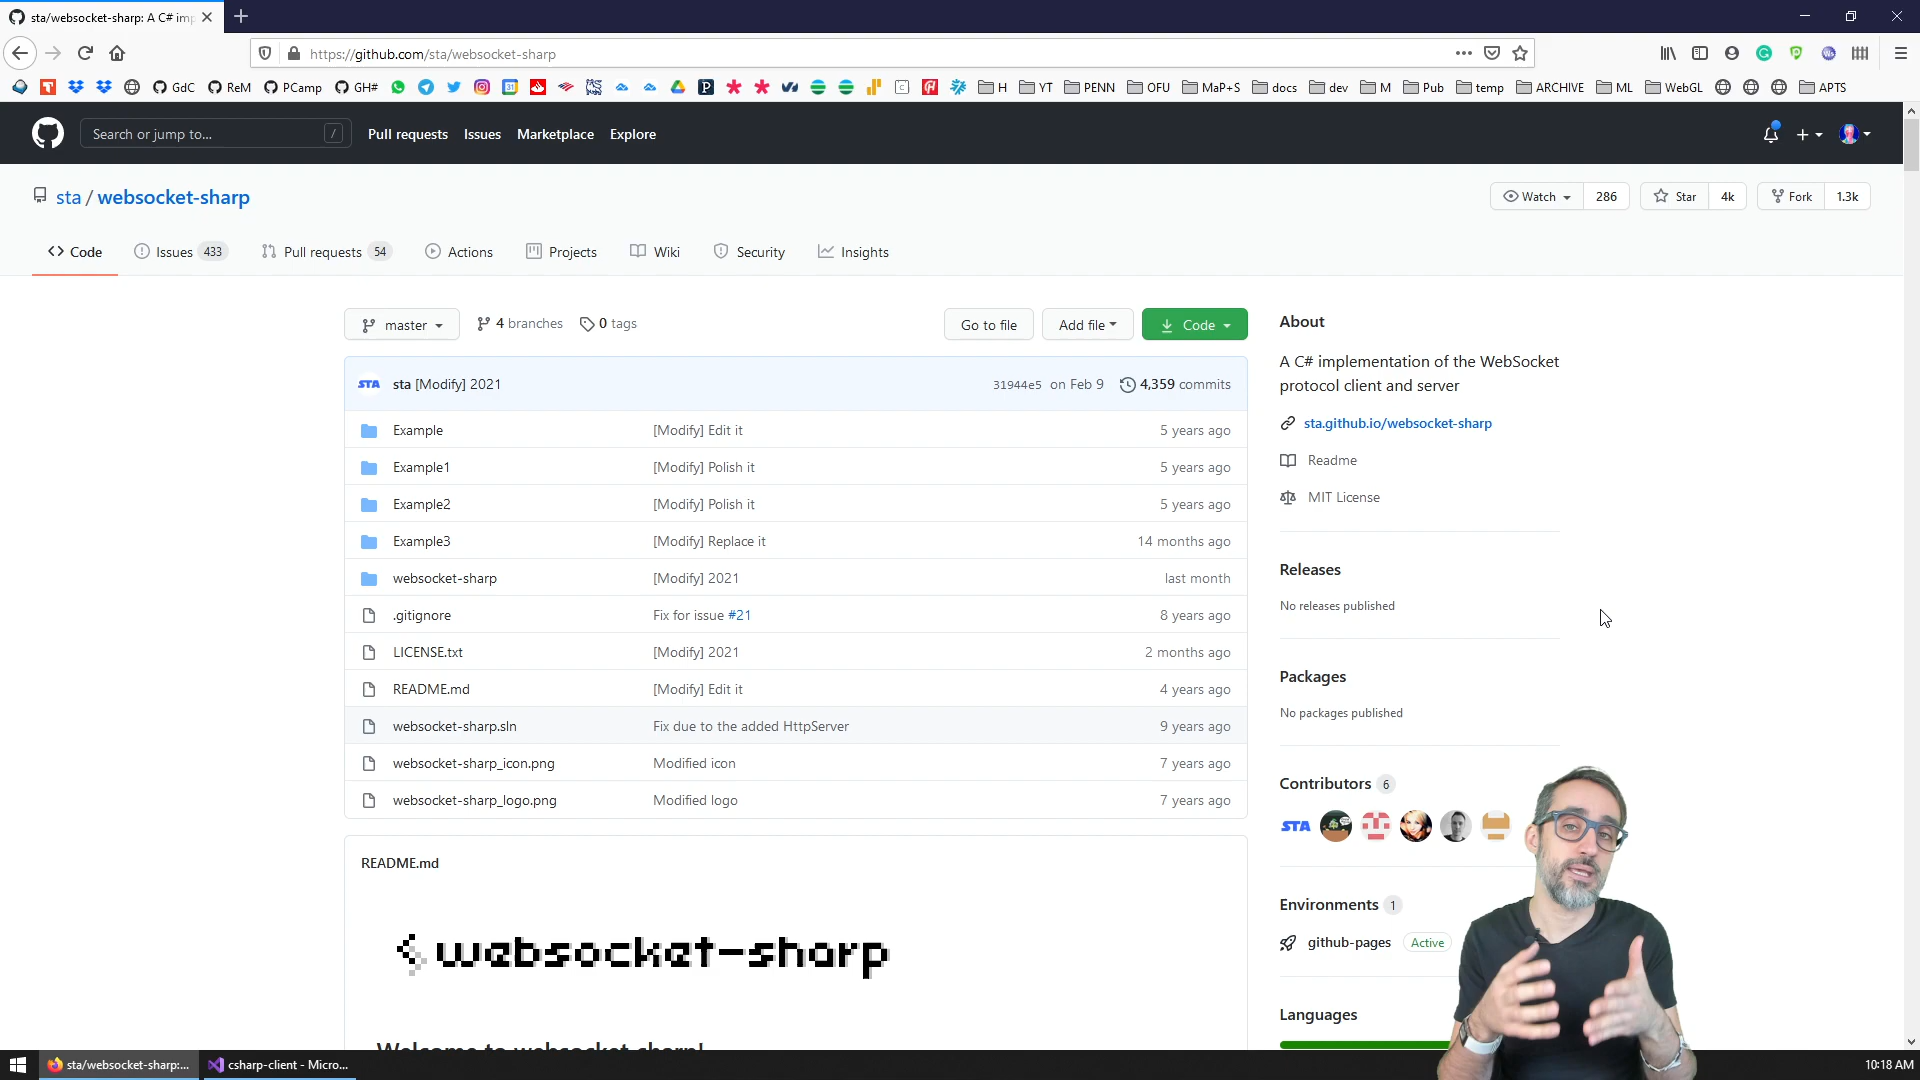 sta/websocket-sharp: A C# imp
https://github.com/sta/websocket-sharp
GdC
ReM
PCamp
GH#
H
YT
PENN
OFU
MaP+S
docs
dev
M
Pub
temp
ARCHIVE
ML
WebGL
APTS
Search or jump to...
/
Pull requests
Issues
Marketplace
Explore
sta / websocket-sharp
Watch
286
Star
4k
Fork
1.3k
Code
Issues 433
Pull requests 54
Actions
Projects
Wiki
Security
Insights
master
4 branches
0 tags
Go to file
Add file
Code
STA
sta [Modify] 2021
31944e5 on Feb 9
4,359 commits
Example [Modify] Edit it 5 years ago
Example1 [Modify] Polish it 5 years ago
Example2 [Modify] Polish it 5 years ago
Example3 [Modify] Replace it 14 months ago
websocket-sharp [Modify] 2021 last month
.gitignore Fix for issue #21 8 years ago
LICENSE.txt [Modify] 2021 2 months ago
README.md [Modify] Edit it 4 years ago
websocket-sharp.sln Fix due to the added HttpServer 9 years ago
websocket-sharp_icon.png Modified icon 7 years ago
websocket-sharp_logo.png Modified logo 7 years ago
README.md
websocket-sharp
Welcome to websocket-sharp!
About
A C# implementation of the WebSocket
protocol client and server
sta.github.io/websocket-sharp
Readme
MIT License
Releases
No releases published
Packages
No packages published
Contributors 6
STA
Environments 1
github-pages Active
Languages
sta/websocket-sharp:...
csharp-client - Micro...
10:18 AM